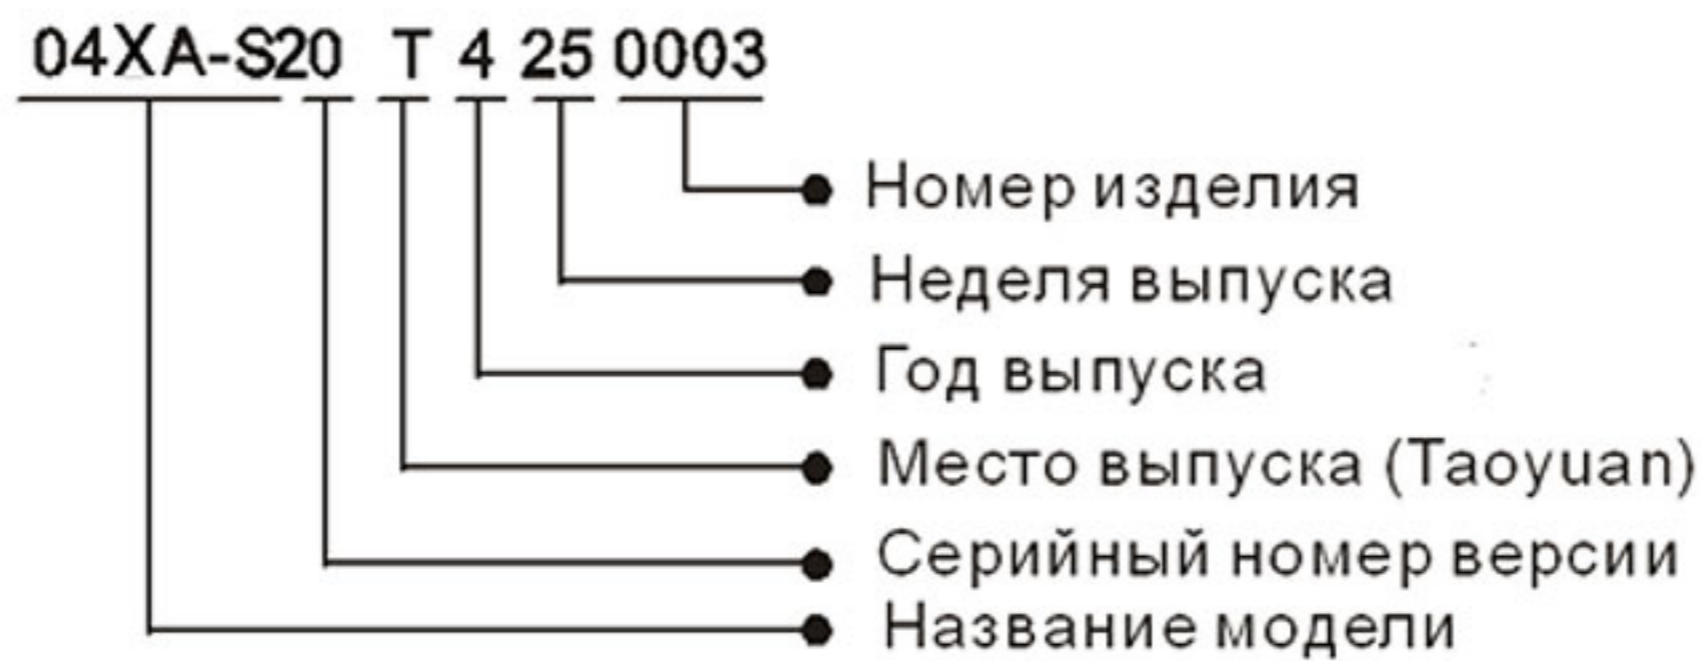 04XA-S20 T 4 25 0003
Номер изделия
Неделя выпуска
Год выпуска
Место выпуска (Taoyuan)
Серийный номер версии
Название модели